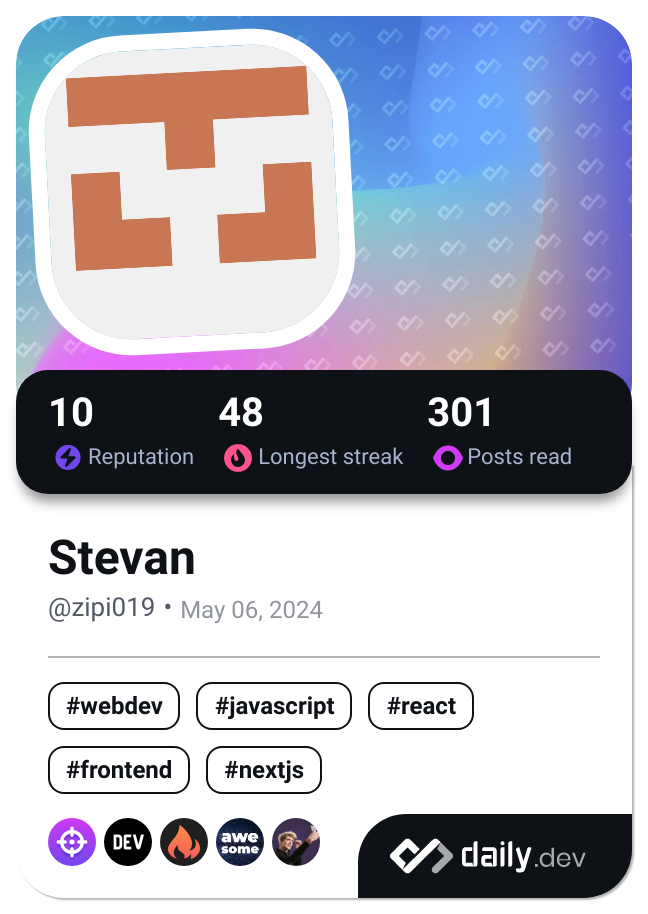 10 48 301
Reputation Longest streak Posts read
Stevan
@zipi019 • May 06, 2024
#webdev #javascript #react
#frontend #nextjs
DEV awe some daily.dev